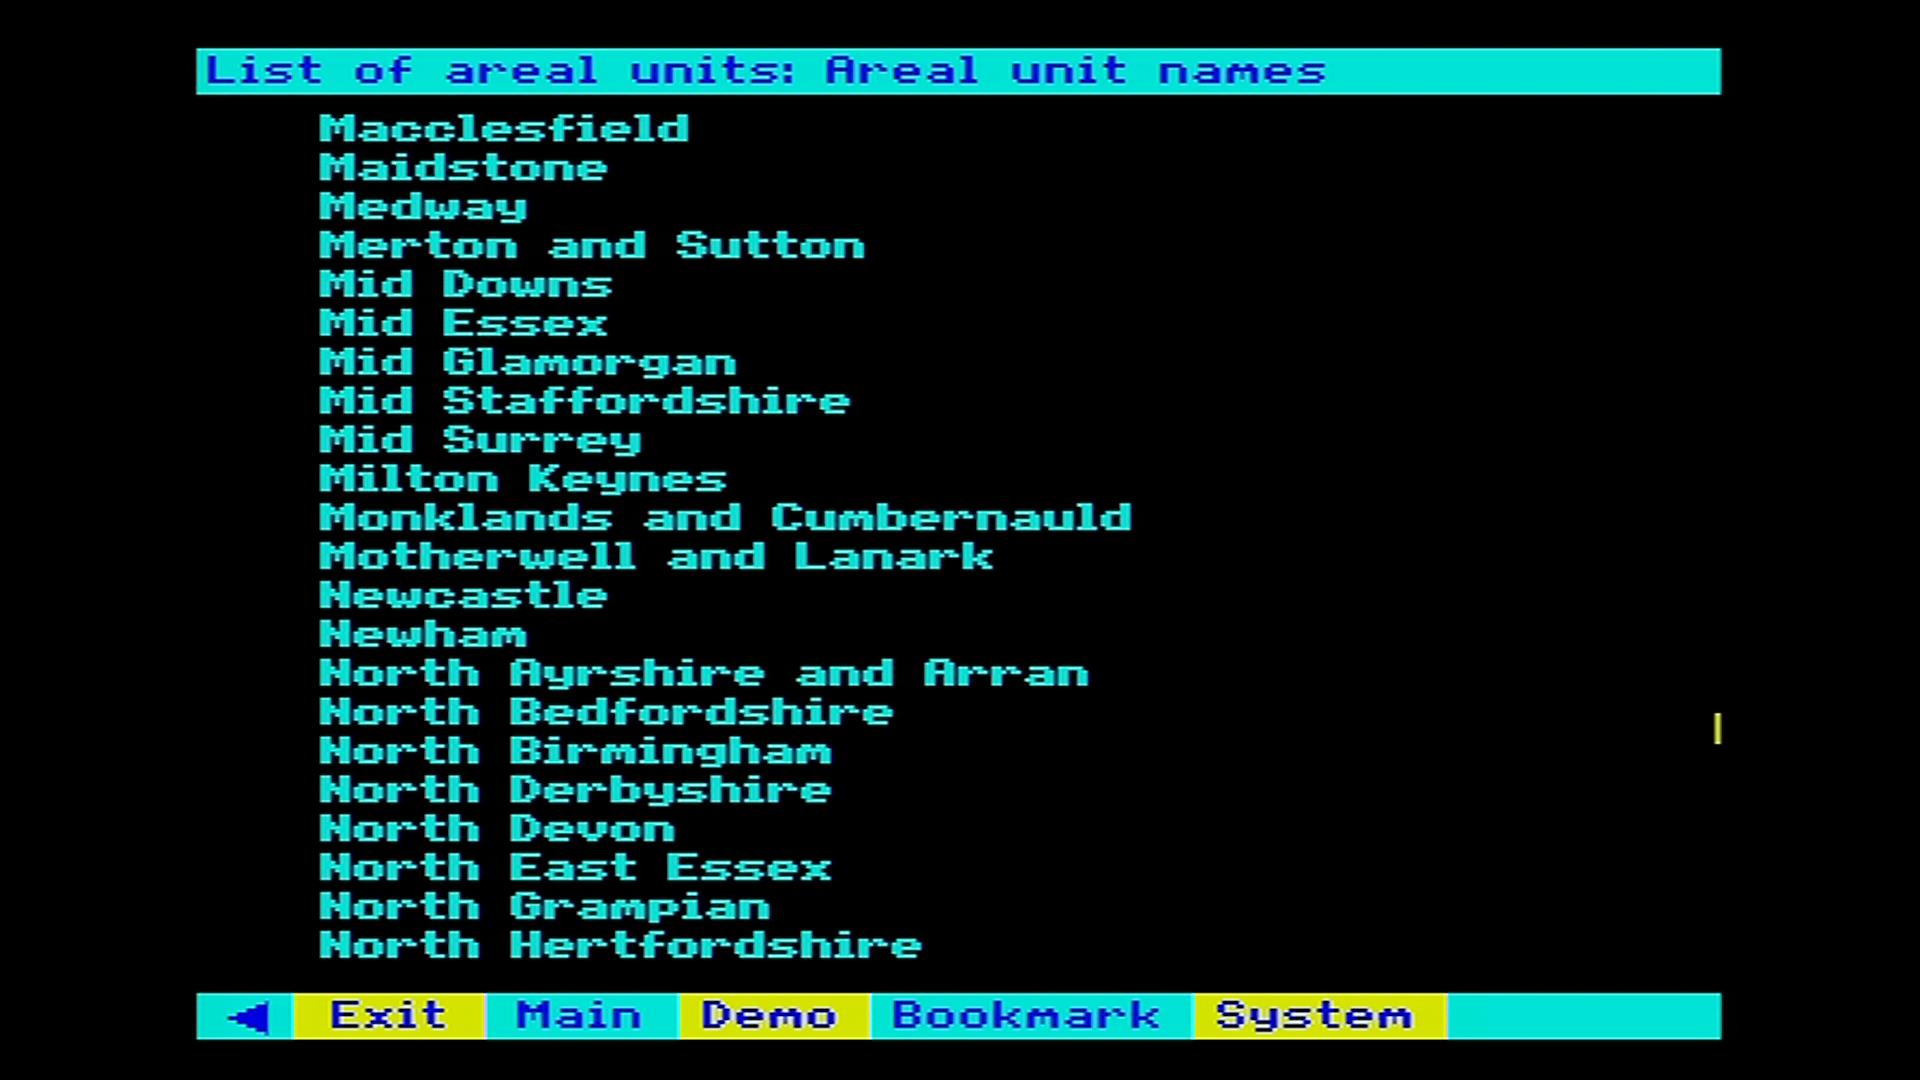 List of areal units: Areal unit names
Macclesfield
Maidstone
Medway
Merton and Sutton
Mid Downs
Mid Essex
Mid Glamorgan
Mid Staffordshire
Mid Surrey
Milton Keynes
Monklands and Cumbernauld
Motherwell and Lanark
Newcastle
Newham
North Ayrshire and Arran
North Bedfordshire
North Birmingham
North Derbyshire
North Devon
North East Essex
North Grampian
North Hertfordshire
◀ Exit Main Demo Bookmark System